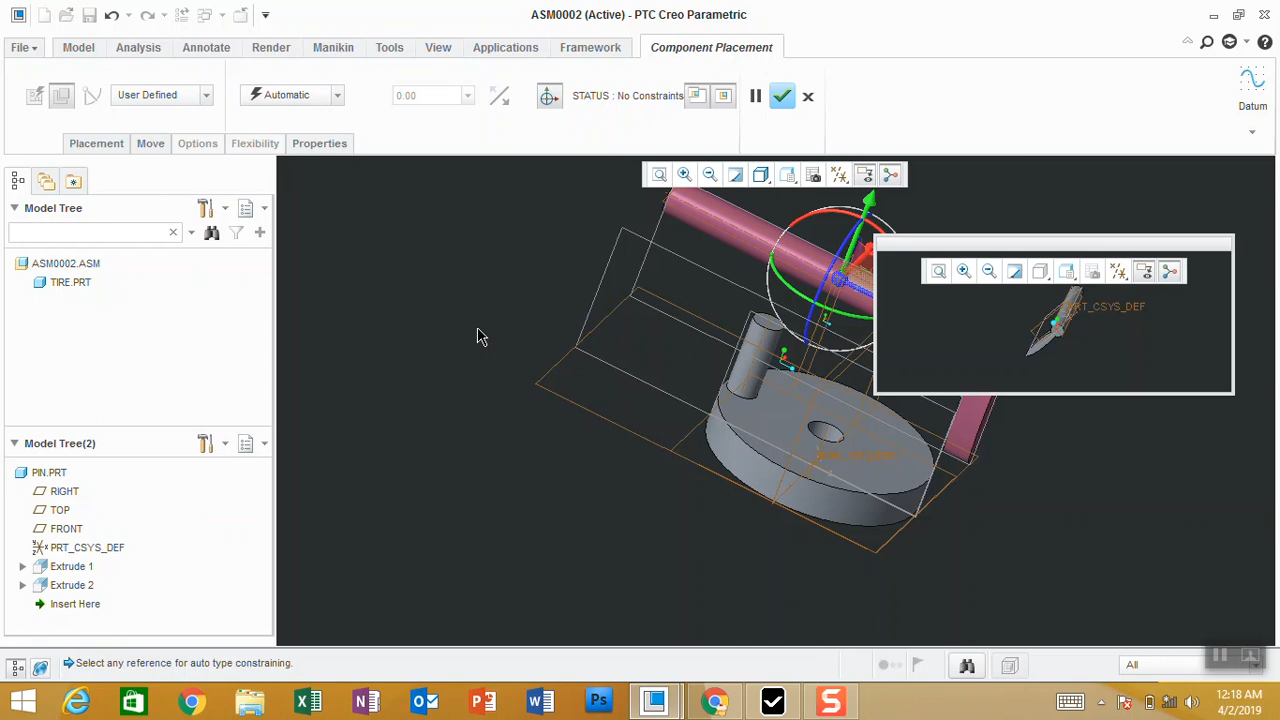 ASM0002 (Active) - PTC Creo Parametric
File
Model
Analysis
Annotate
Render
Manikin
Tools
View
Applications
Framework
Component Placement
User Defined
Automatic
0.00
STATUS : No Constraints
Datum
Placement
Move
Options
Flexibility
Properties
Model Tree
ASM0002.ASM
TIRE.PRT
PRT_CSYS_DEF
Model Tree(2)
PIN.PRT
RIGHT
TOP
FRONT
PRT_CSYS_DEF
Extrude 1
Extrude 2
Insert Here
Select any reference for auto type constraining.
All
12:18 AM
4/2/2019